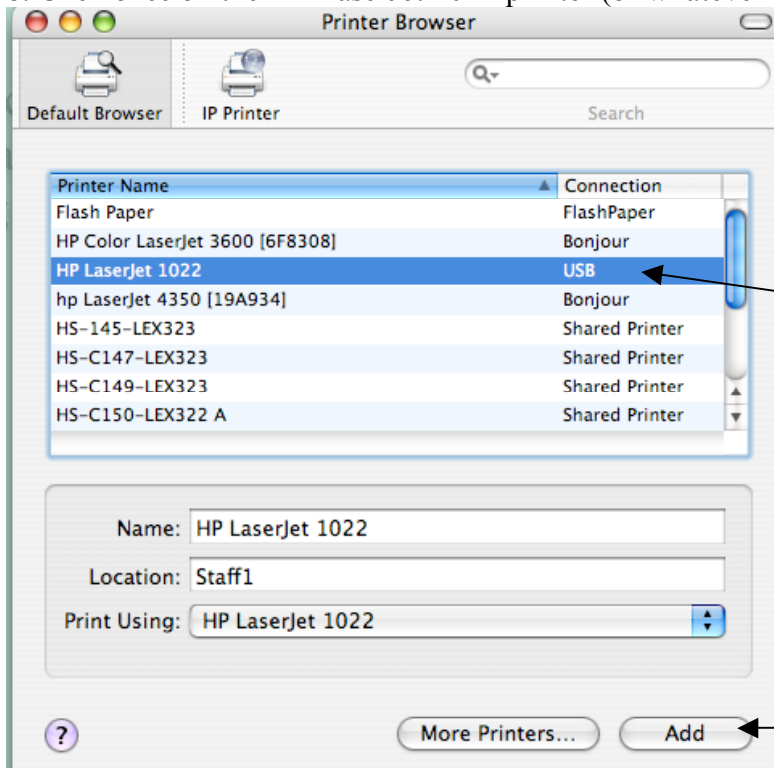 Printer Browser
Default Browser IP Printer Search
Printer Name Connection
Flash Paper FlashPaper
HP Color LaserJet 3600 [6F8308] Bonjour
HP LaserJet 1022 USB
hp LaserJet 4350 [19A934] Bonjour
HS-145-LEX323 Shared Printer
HS-C147-LEX323 Shared Printer
HS-C149-LEX323 Shared Printer
HS-C150-LEX322 A Shared Printer
Name: HP LaserJet 1022
Location: Staff1
Print Using: HP LaserJet 1022
? More Printers... Add